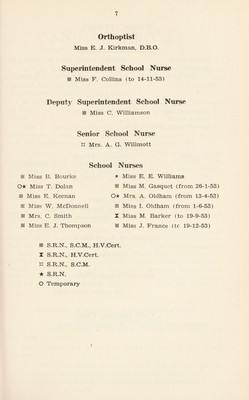 7
Orthoptist
Miss E. J. Kirkman, D.B.O.
Superintendent School Nurse
⌘ Miss F. Collins (to 14-11-53)
Deputy Superintendent School Nurse
⌘ Miss C. Williamson
Senior School Nurse
⌗ Mrs. A. G. Willmott
School Nurses
⌘ Miss B. Bourke
O★ Miss T. Dolan
⌘ Miss E. Keenan
⌘ Miss W. McDonnell
⌘ Mrs. C. Smith
⌘ Miss E. J. Thompson
★ Miss E. E. Williams
⌘ Miss M. Gasquet (from 26-1-53)
O★ Mrs. A. Oldham (from 13-4-53)
⌘ Miss I. Oldham (from 1-6-53)
⧗ Miss M. Barker (to 19-9-53)
⌘ Miss J. France (to 19-12-53)
⌘ S.R.N., S.C.M., H.V.Cert.
⧗ S.R.N., H.V.Cert.
⌗ S.R.N., S.C.M.
★ S.R.N.
O Temporary